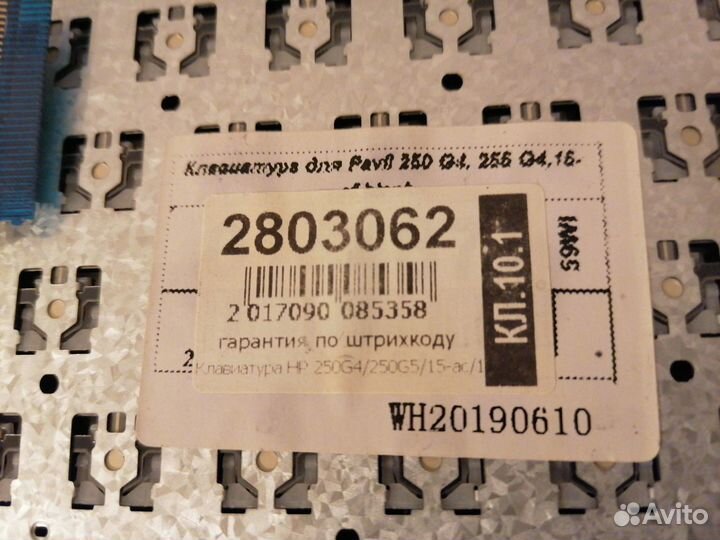 Клавиатура для Pavil 250 G4, 255 G4,15-
2803062
2 017090 085358
гарантия по штрихкоду
Клавиатура HP 250G4/250G5/15-ac/1
КЛ.10.1
WH20190610
Avito